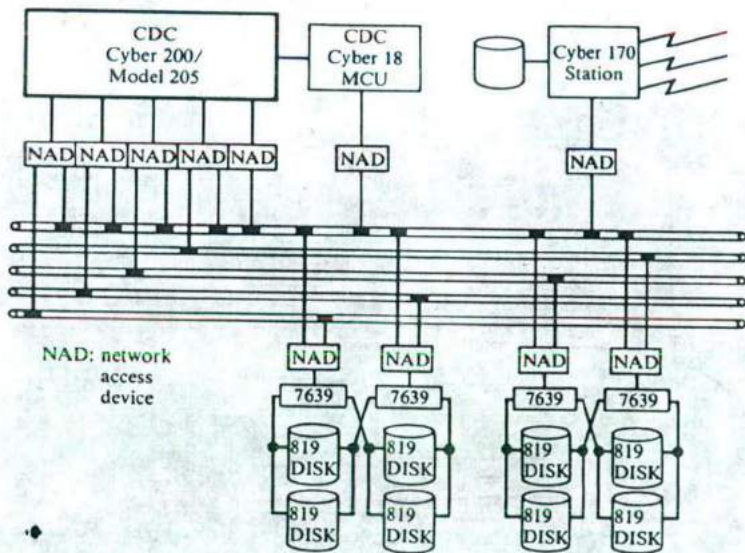 CDC
Cyber 200/
Model 205
CDC
Cyber 18
MCU
Cyber 170
Station
NAD
NAD
NAD
NAD
NAD
NAD
NAD
NAD: network
access
device
NAD
NAD
NAD
NAD
7639
7639
7639
7639
819
DISK
819
DISK
819
DISK
819
DISK
819
DISK
819
DISK
819
DISK
819
DISK